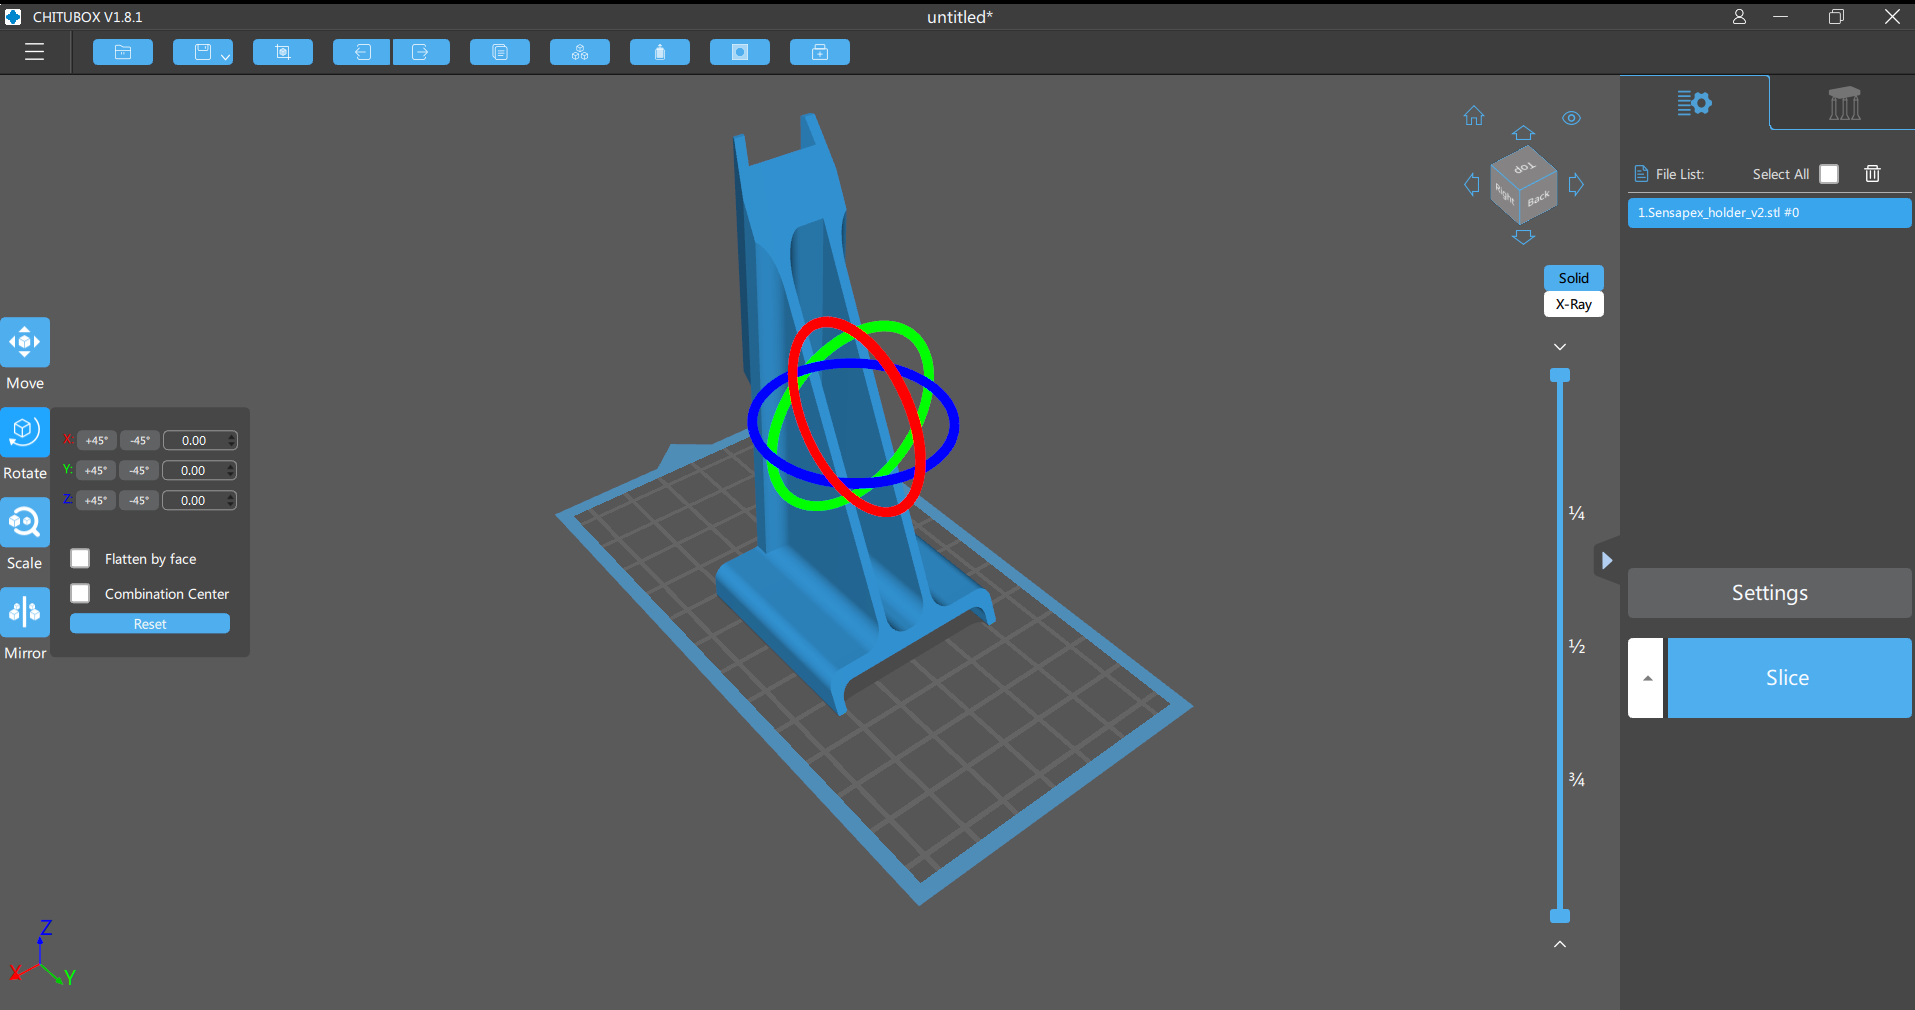 CHITUBOX V1.8.1
untitled*
Top
Right
Back
File List:
Select All
1.Sensapex_holder_v2.stl #0
Solid
X-Ray
Move
Rotate
X: +45° -45° 0.00
Y: +45° -45° 0.00
Z: +45° -45° 0.00
Flatten by face
Combination Center
Reset
Scale
Mirror
¼
½
¾
Settings
Slice
Z
X
Y